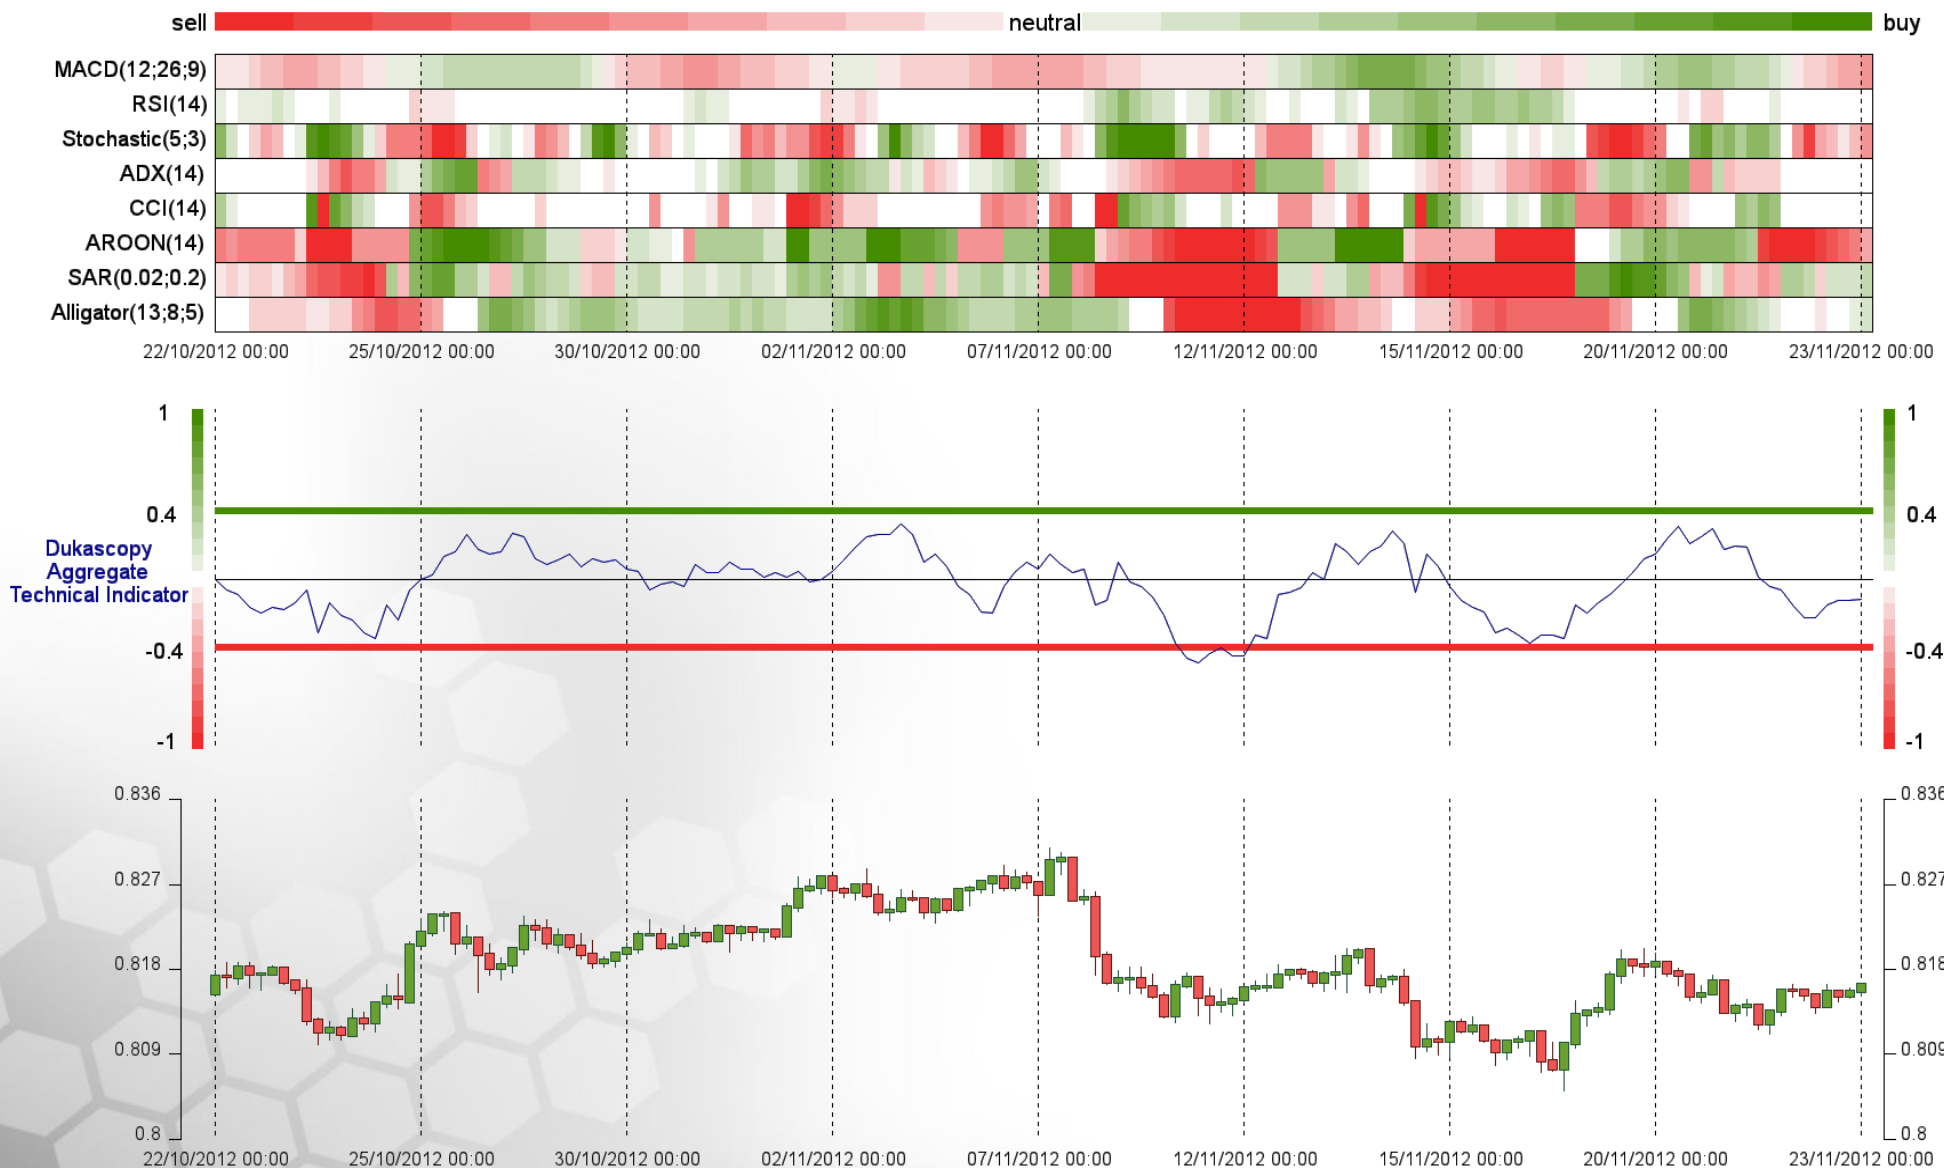 sell neutral buy
MACD(12;26;9)
RSI(14)
Stochastic(5;3)
ADX(14)
CCI(14)
AROON(14)
SAR(0.02;0.2)
Alligator(13;8;5)
22/10/2012 00:00 25/10/2012 00:00 30/10/2012 00:00 02/11/2012 00:00 07/11/2012 00:00 12/11/2012 00:00 15/11/2012 00:00 20/11/2012 00:00 23/11/2012 00:00
1 1
0.4 0.4
Dukascopy
Aggregate
Technical Indicator
-0.4 -0.4
-1 -1
0.836 0.836
0.827 0.827
0.818 0.818
0.809 0.809
0.8 0.8
22/10/2012 00:00 25/10/2012 00:00 30/10/2012 00:00 02/11/2012 00:00 07/11/2012 00:00 12/11/2012 00:00 15/11/2012 00:00 20/11/2012 00:00 23/11/2012 00:00